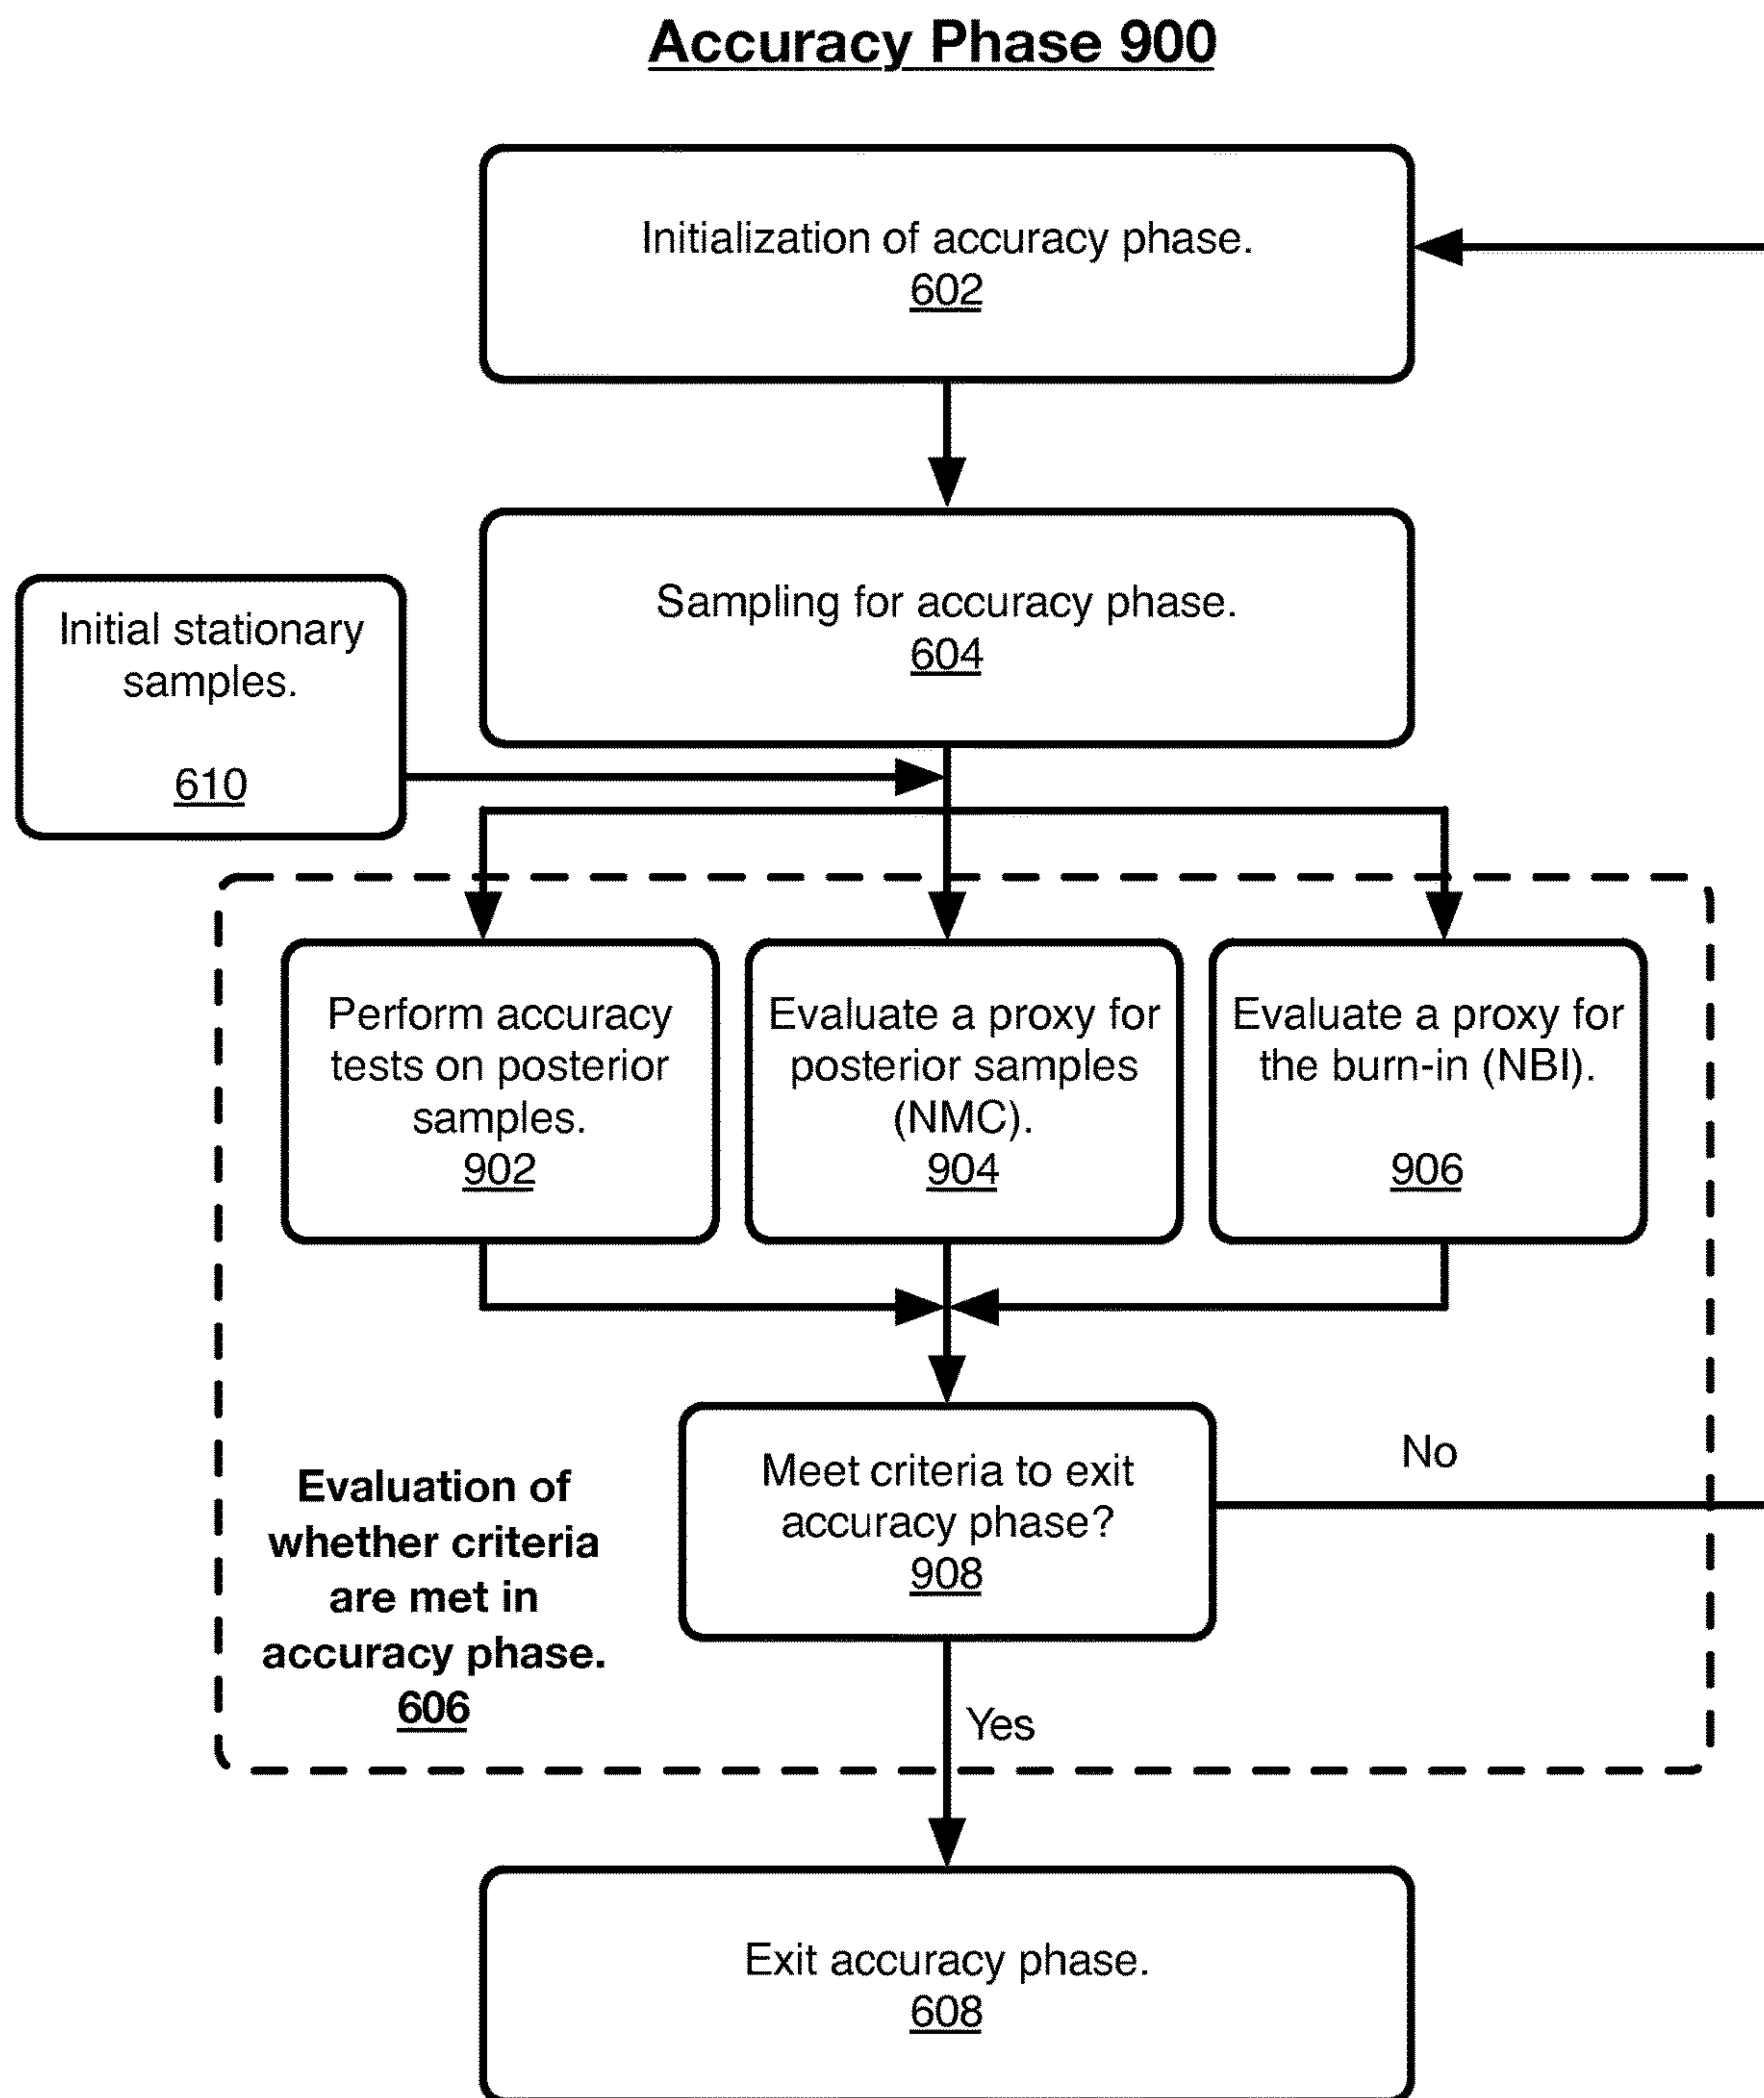 Accuracy Phase 900
Initialization of accuracy phase.
602
Sampling for accuracy phase.
604
Initial stationary
samples.
610
Perform accuracy
tests on posterior
samples.
902
Evaluate a proxy for
posterior samples
(NMC).
904
Evaluate a proxy for
the burn-in (NBI).
906
Meet criteria to exit
accuracy phase?
908
No
Evaluation of
whether criteria
are met in
accuracy phase.
606
Yes
Exit accuracy phase.
608